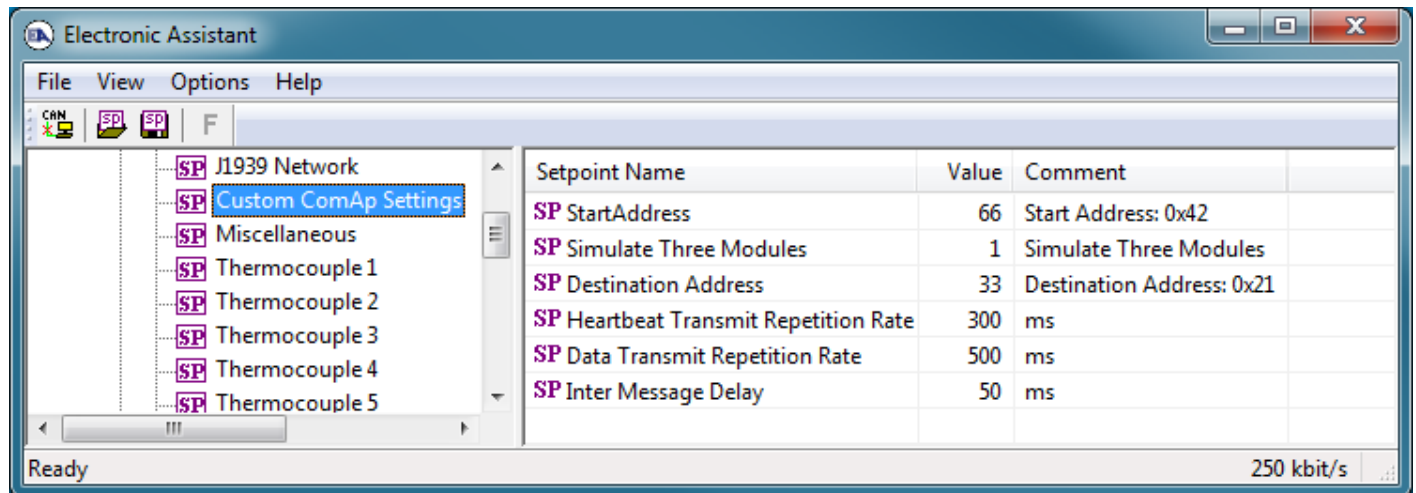 Electronic Assistant
File View Options Help
CAN SP SP F
SP J1939 Network
SP Custom ComAp Settings
SP Miscellaneous
SP Thermocouple 1
SP Thermocouple 2
SP Thermocouple 3
SP Thermocouple 4
SP Thermocouple 5
Setpoint Name Value Comment
SP StartAddress 66 Start Address: 0x42
SP Simulate Three Modules 1 Simulate Three Modules
SP Destination Address 33 Destination Address: 0x21
SP Heartbeat Transmit Repetition Rate 300 ms
SP Data Transmit Repetition Rate 500 ms
SP Inter Message Delay 50 ms
Ready 250 kbit/s